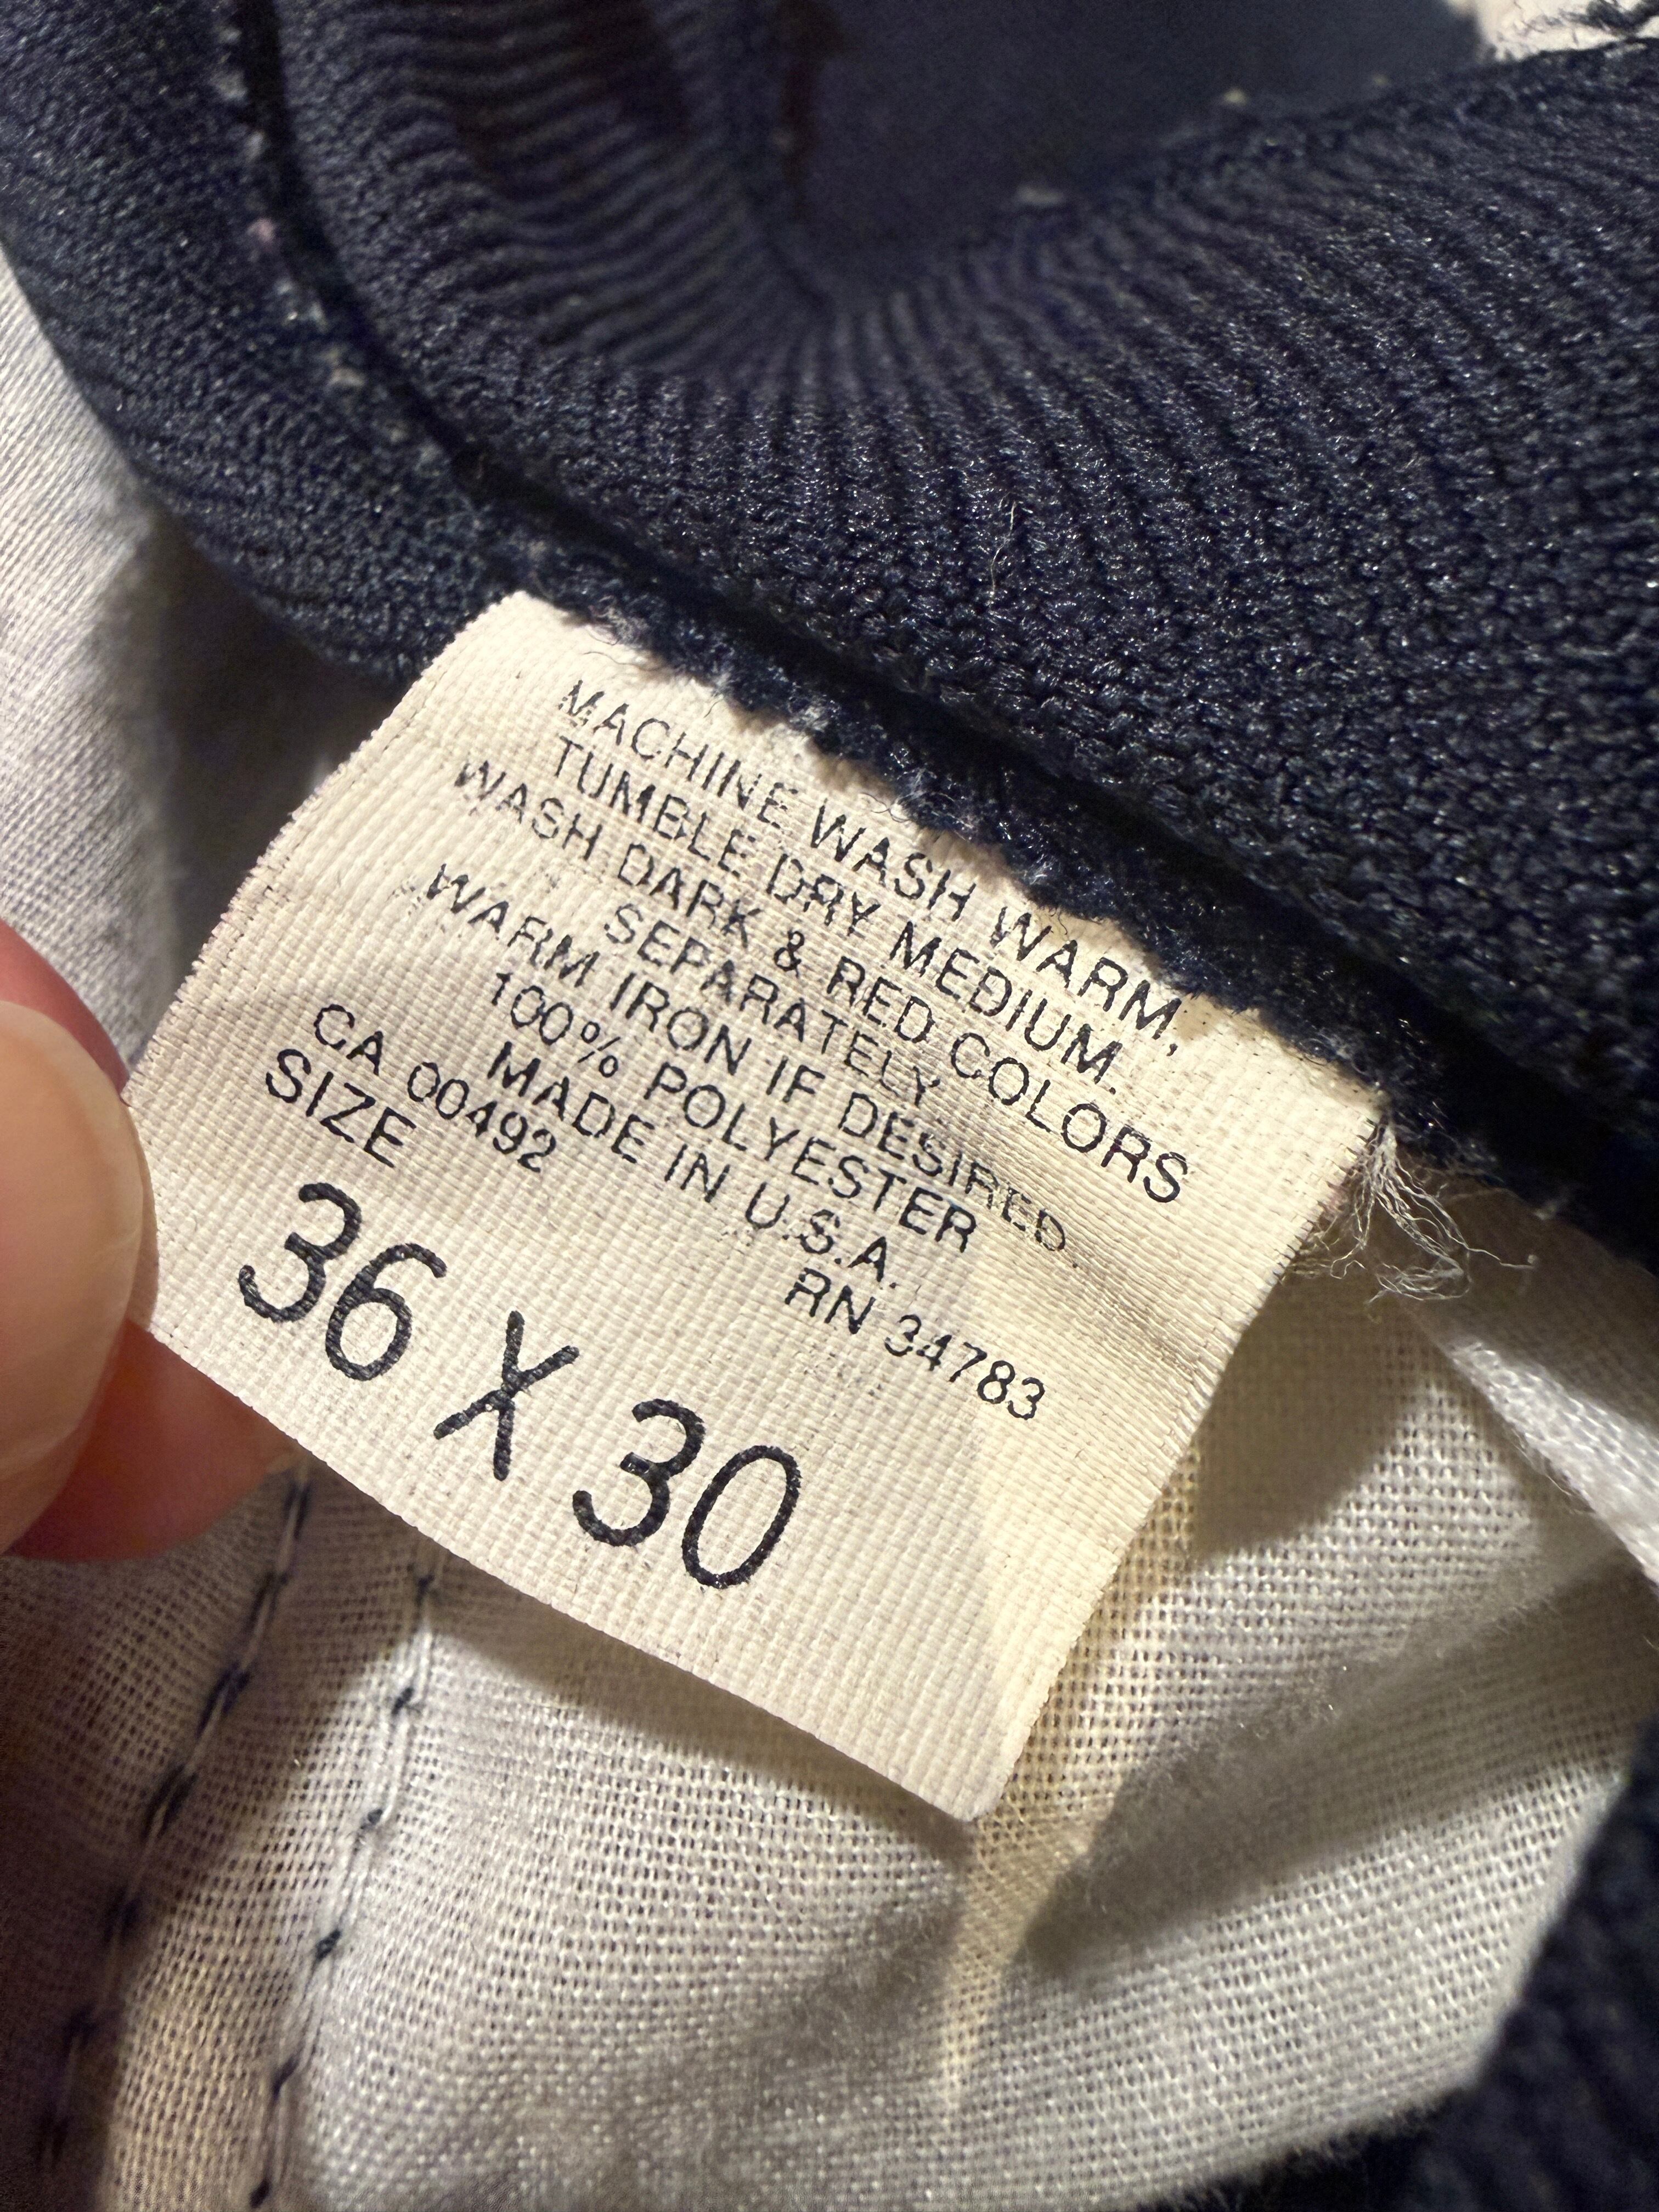 MACHINE WASH WARM,
TUMBLE DRY MEDIUM.
WASH DARK & RED COLORS
SEPARATELY
WARM IRON IF DESIRED.
100% POLYESTER
MADE IN U.S.A.
CA 00492 RN 34783
SIZE
36 X 30